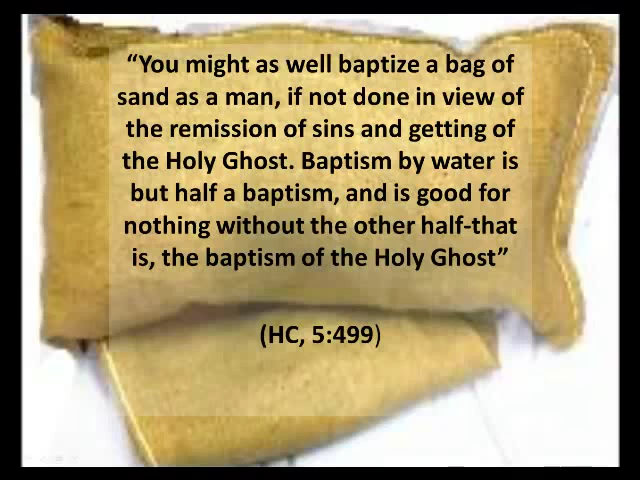 “You might as well baptize a bag of
sand as a man, if not done in view of
the remission of sins and getting of
the Holy Ghost. Baptism by water is
but half a baptism, and is good for
nothing without the other half-that
is, the baptism of the Holy Ghost”
(HC, 5:499)